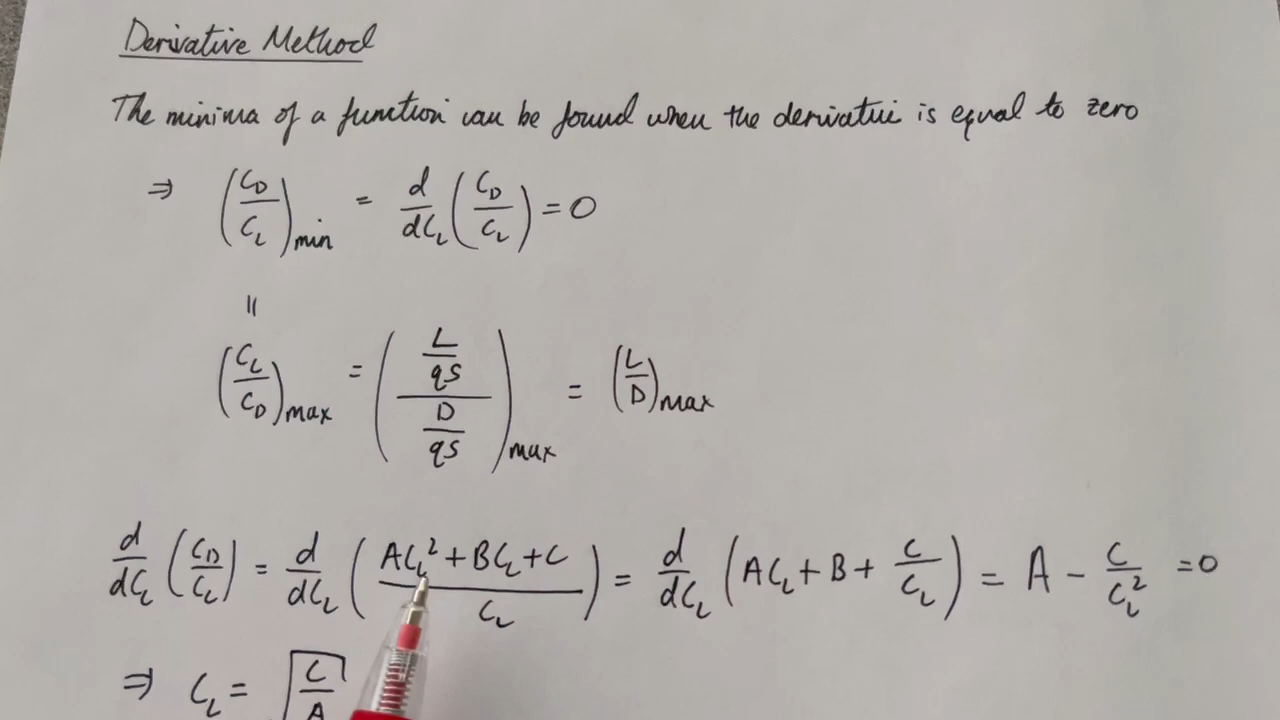 Derivative Method
The minima of a function can be found when the derivative is equal to zero
⇒ (C_D/C_L)_min = d/dC_L (C_D/C_L) = 0
=
(C_L/C_D)_max = ((L/qS)/(D/qS))_max = (L/D)_max
d/dC_L (C_D/C_L) = d/dC_L ((AC_L² + BC_L + C)/C_L) = d/dC_L (AC_L + B + C/C_L) = A - C/C_L² = 0
⇒ C_L = √(C/A)